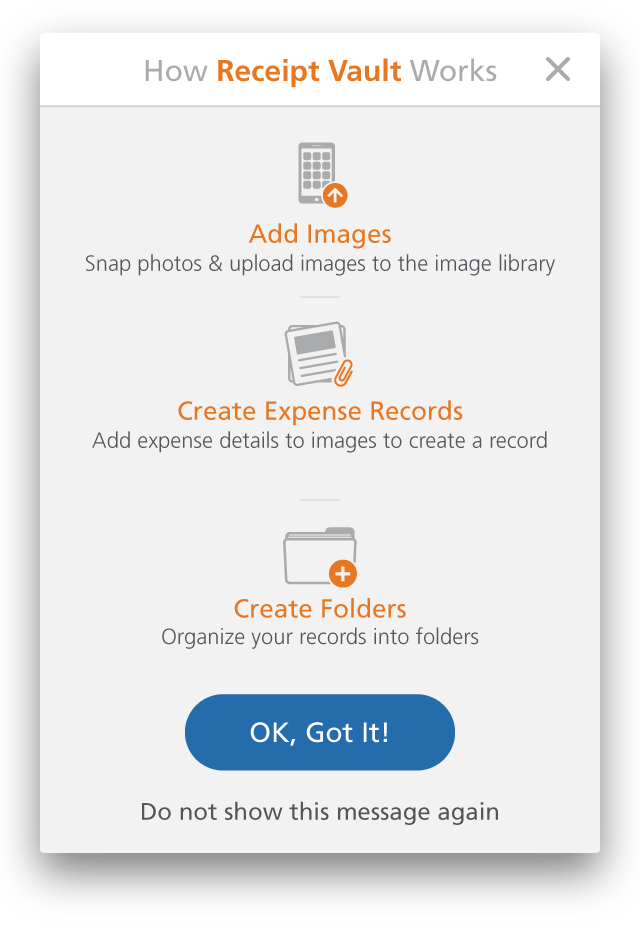 How Receipt Vault Works
Add Images
Snap photos & upload images to the image library
Create Expense Records
Add expense details to images to create a record
Create Folders
Organize your records into folders
OK, Got It!
Do not show this message again